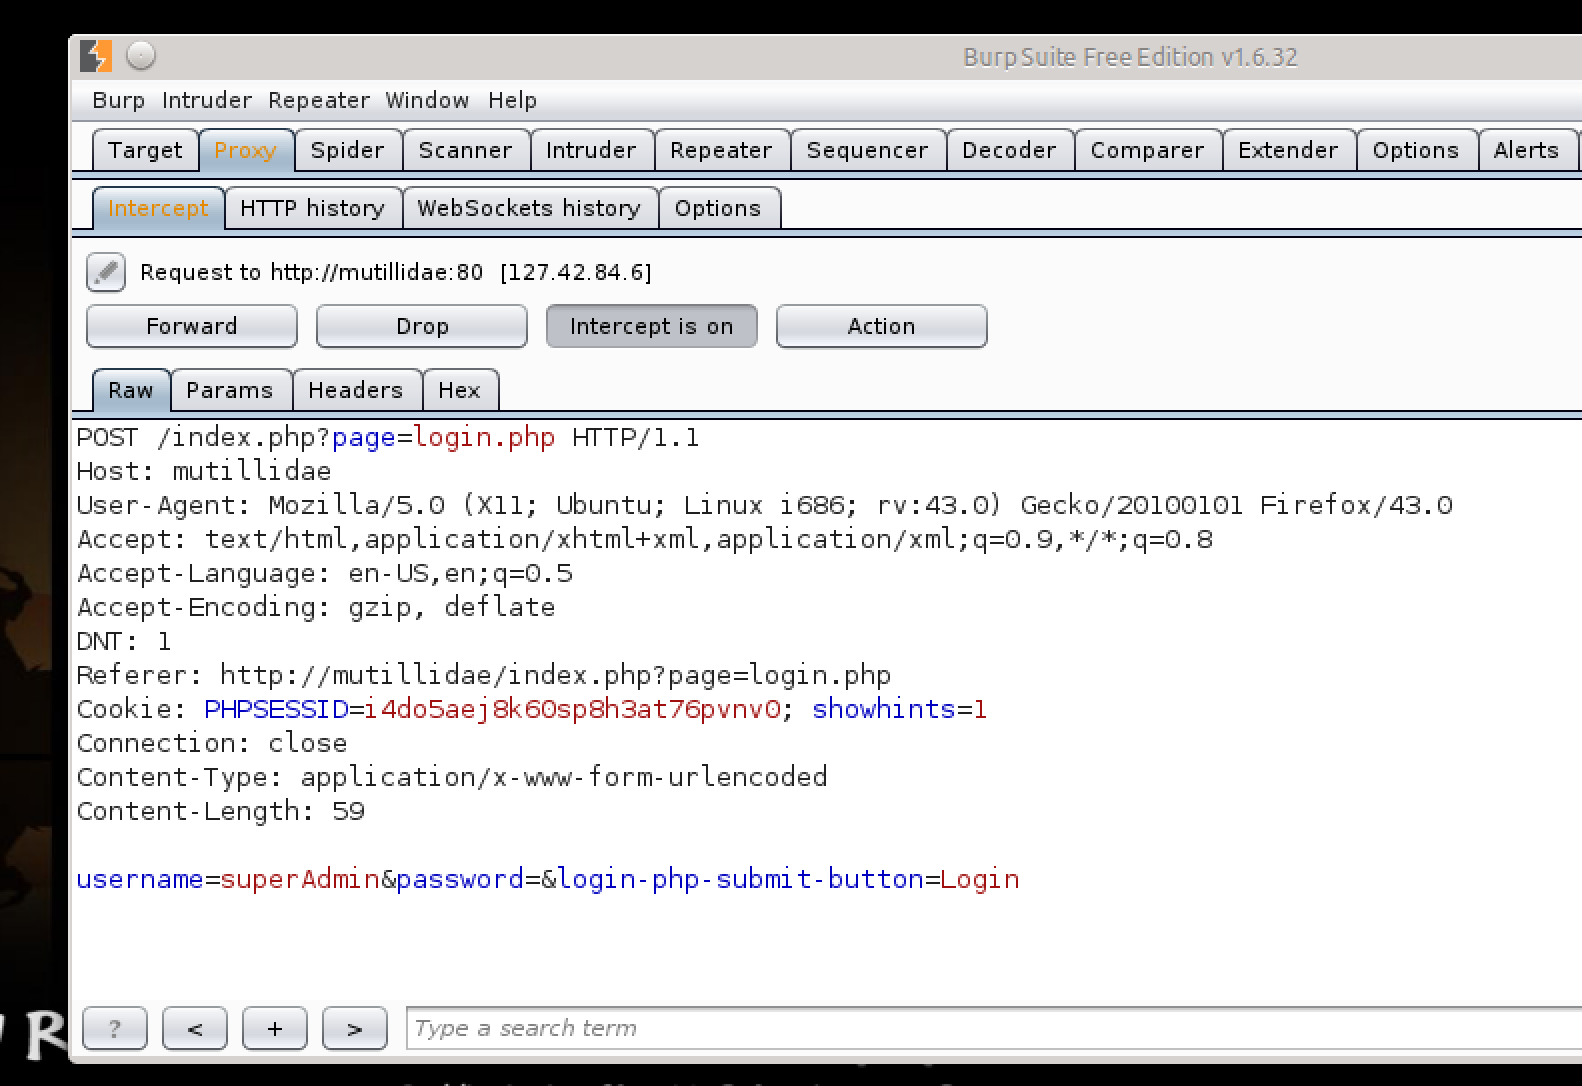 BurpSuite Free Edition v1.6.32
Burp Intruder Repeater Window Help
Target Proxy Spider Scanner Intruder Repeater Sequencer Decoder Comparer Extender Options Alerts
Intercept HTTP history WebSockets history Options
Request to http://mutillidae:80 [127.42.84.6]
Forward Drop Intercept is on Action
Raw Params Headers Hex
POST /index.php?page=login.php HTTP/1.1
Host: mutillidae
User-Agent: Mozilla/5.0 (X11; Ubuntu; Linux i686; rv:43.0) Gecko/20100101 Firefox/43.0
Accept: text/html,application/xhtml+xml,application/xml;q=0.9,*/*;q=0.8
Accept-Language: en-US,en;q=0.5
Accept-Encoding: gzip, deflate
DNT: 1
Referer: http://mutillidae/index.php?page=login.php
Cookie: PHPSESSID=i4do5aej8k60sp8h3at76pvnv0; showhints=1
Connection: close
Content-Type: application/x-www-form-urlencoded
Content-Length: 59
username=superAdmin&password=&login-php-submit-button=Login
? < + > Type a search term